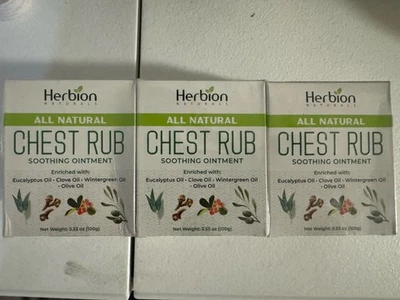 Herbion
NATURALS
ALL NATURAL
CHEST RUB
SOOTHING OINTMENT
Enriched with:
Eucalyptus Oil • Clove Oil • Wintergreen Oil
• Olive Oil
Net Weight: 3.53 oz (100g)
Herbion
NATURALS
ALL NATURAL
CHEST RUB
SOOTHING OINTMENT
Enriched with:
Eucalyptus Oil • Clove Oil • Wintergreen Oil
• Olive Oil
Net Weight: 3.53 oz (100g)
Herbion
NATURALS
ALL NATURAL
CHEST RUB
SOOTHING OINTMENT
Enriched with:
Eucalyptus Oil • Clove Oil • Wintergreen Oil
• Olive Oil
Net Weight: 3.53 oz (100g)